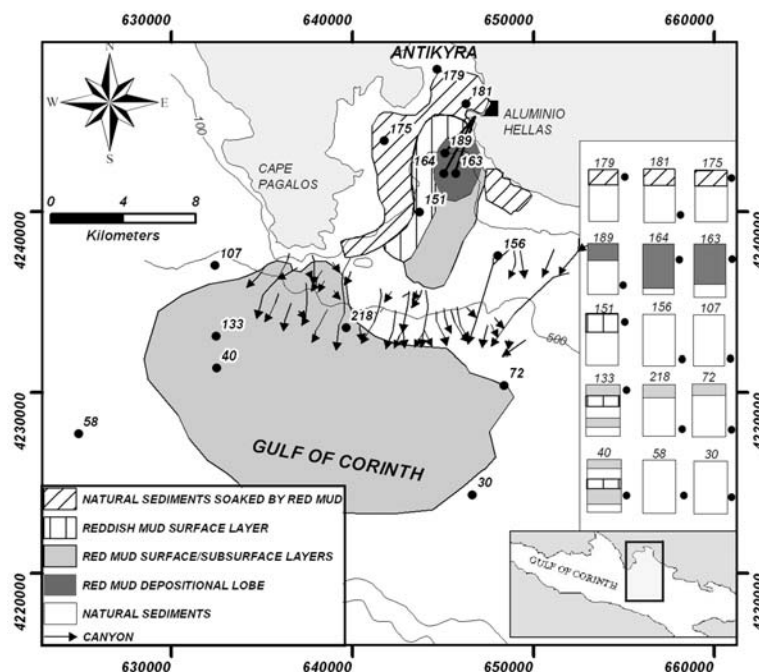 630000 640000 650000 660000
N
W E
S
ANTIKYRA
179
181
ALUMINIO
HELLAS
100
175
189
CAPE
PAGALOS
164 163
151
0 4 8
Kilometers
107
156
218
500
133
40
72
58
GULF OF CORINTH
30
4240000
4230000
4220000
4240000
4230000
4220000
179 181 175
189 164 163
151 156 107
133 218 72
40 58 30
NATURAL SEDIMENTS SOAKED BY RED MUD
REDDISH MUD SURFACE LAYER
RED MUD SURFACE/SUBSURFACE LAYERS
RED MUD DEPOSITIONAL LOBE
NATURAL SEDIMENTS
CANYON
GULF OF CORINTH
630000 640000 650000 660000